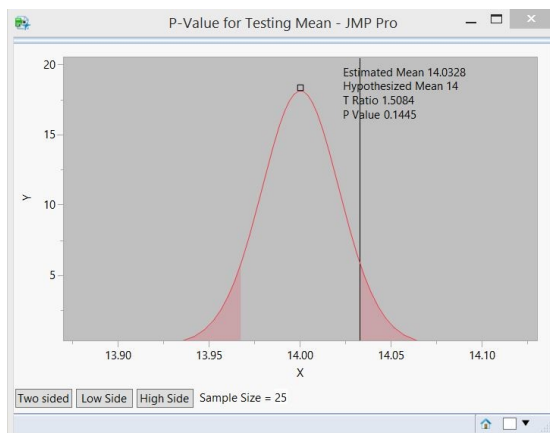 P-Value for Testing Mean - JMP Pro
20
15
10
5
Y
Estimated Mean 14.0328
Hypothesized Mean 14
T Ratio 1.5084
P Value 0.1445
13.90 13.95 14.00 14.05 14.10
X
Two sided Low Side High Side Sample Size = 25